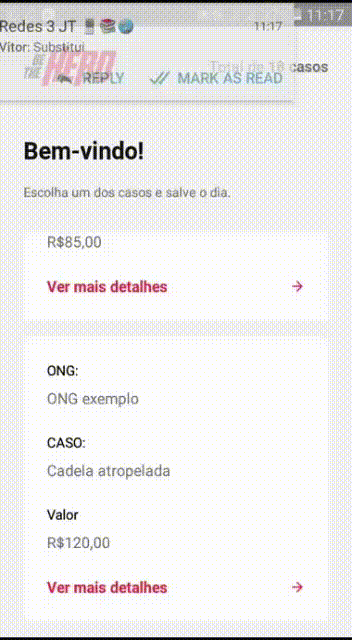 11:17
Redes 3 JT
11:17
Vitor: Substitui
BE THE HERO
REPLY
MARK AS READ
Total de 18 casos
Bem-vindo!
Escolha um dos casos e salve o dia.
R$85,00
Ver mais detalhes
ONG:
ONG exemplo
CASO:
Cadela atropelada
Valor
R$120,00
Ver mais detalhes